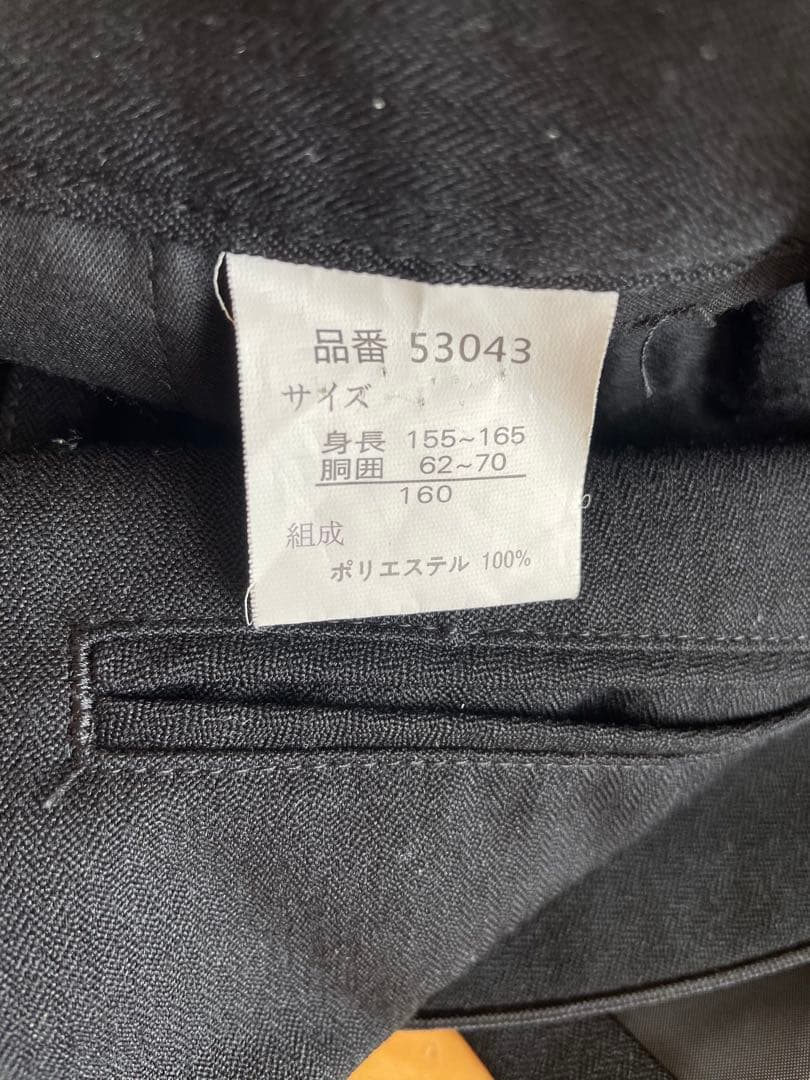 品番 53043
サイズ
身長 155~165
胴囲 62~70
160
組成
ポリエステル 100%